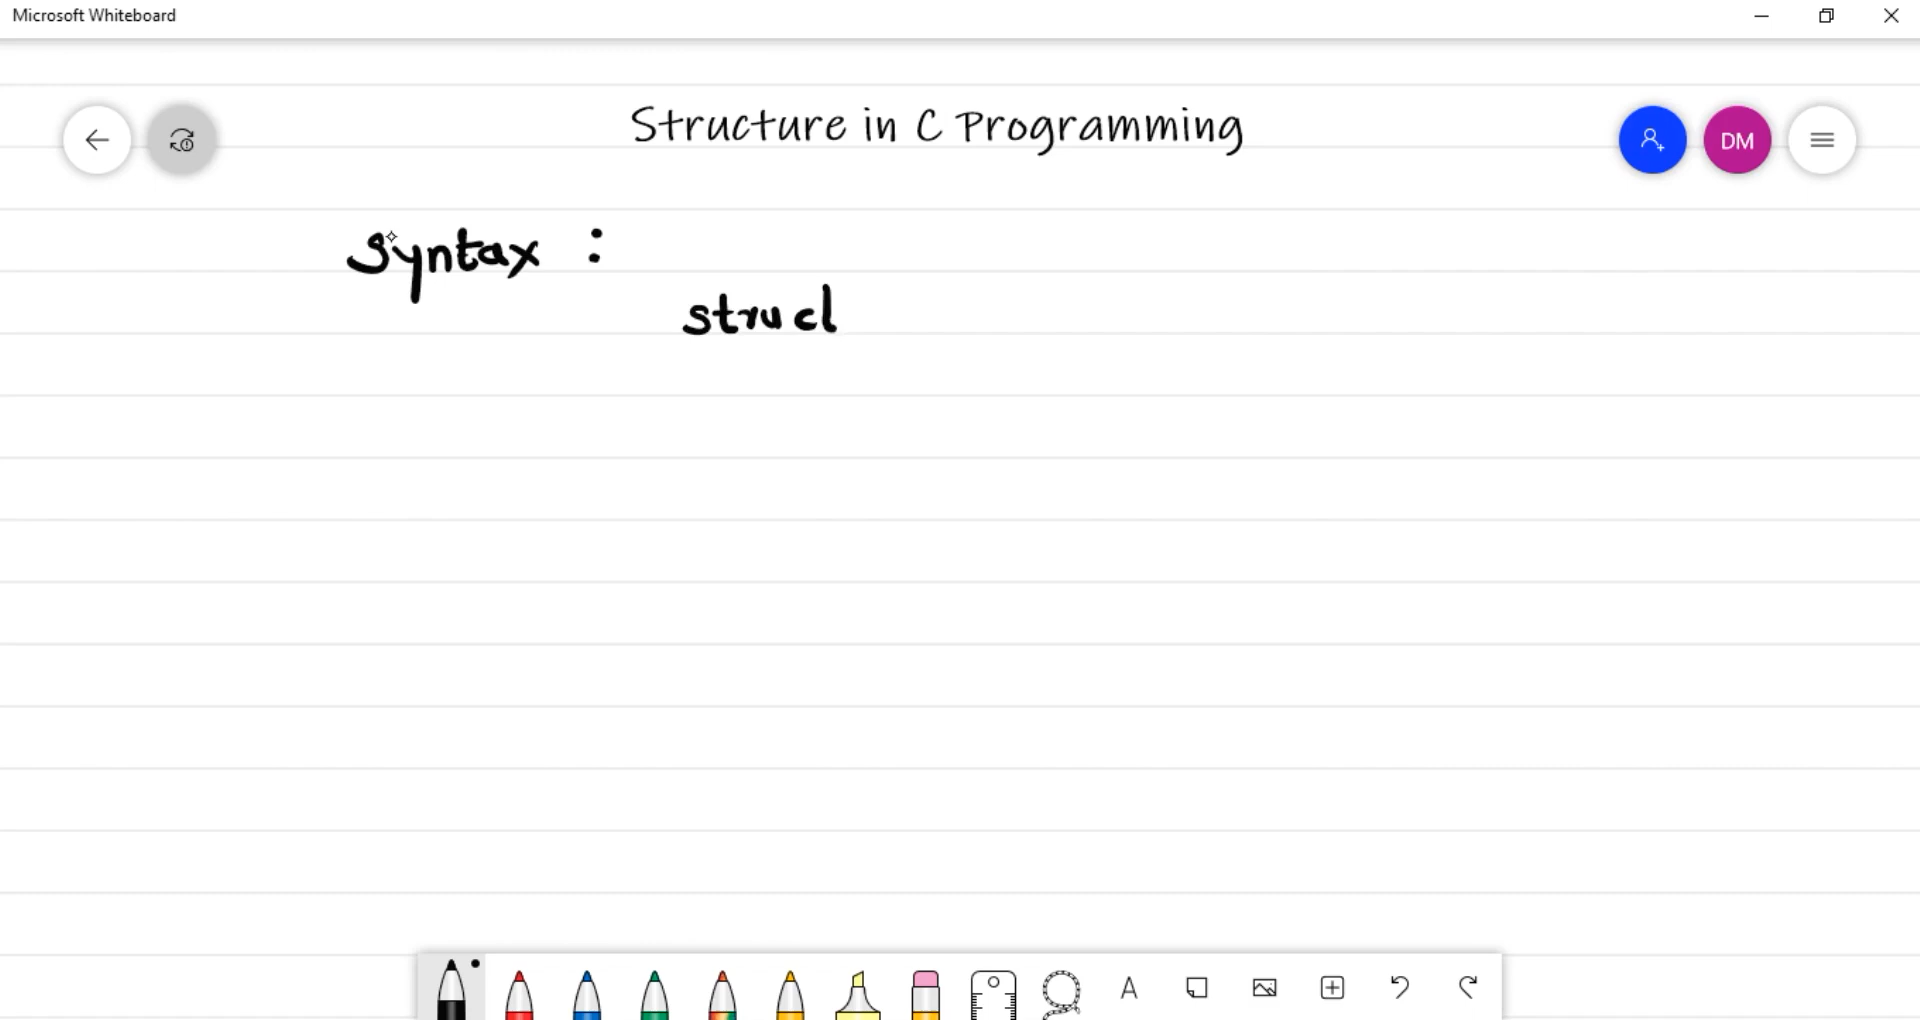 Microsoft Whiteboard
Structure in C Programming
DM
Syntax :
struct
A